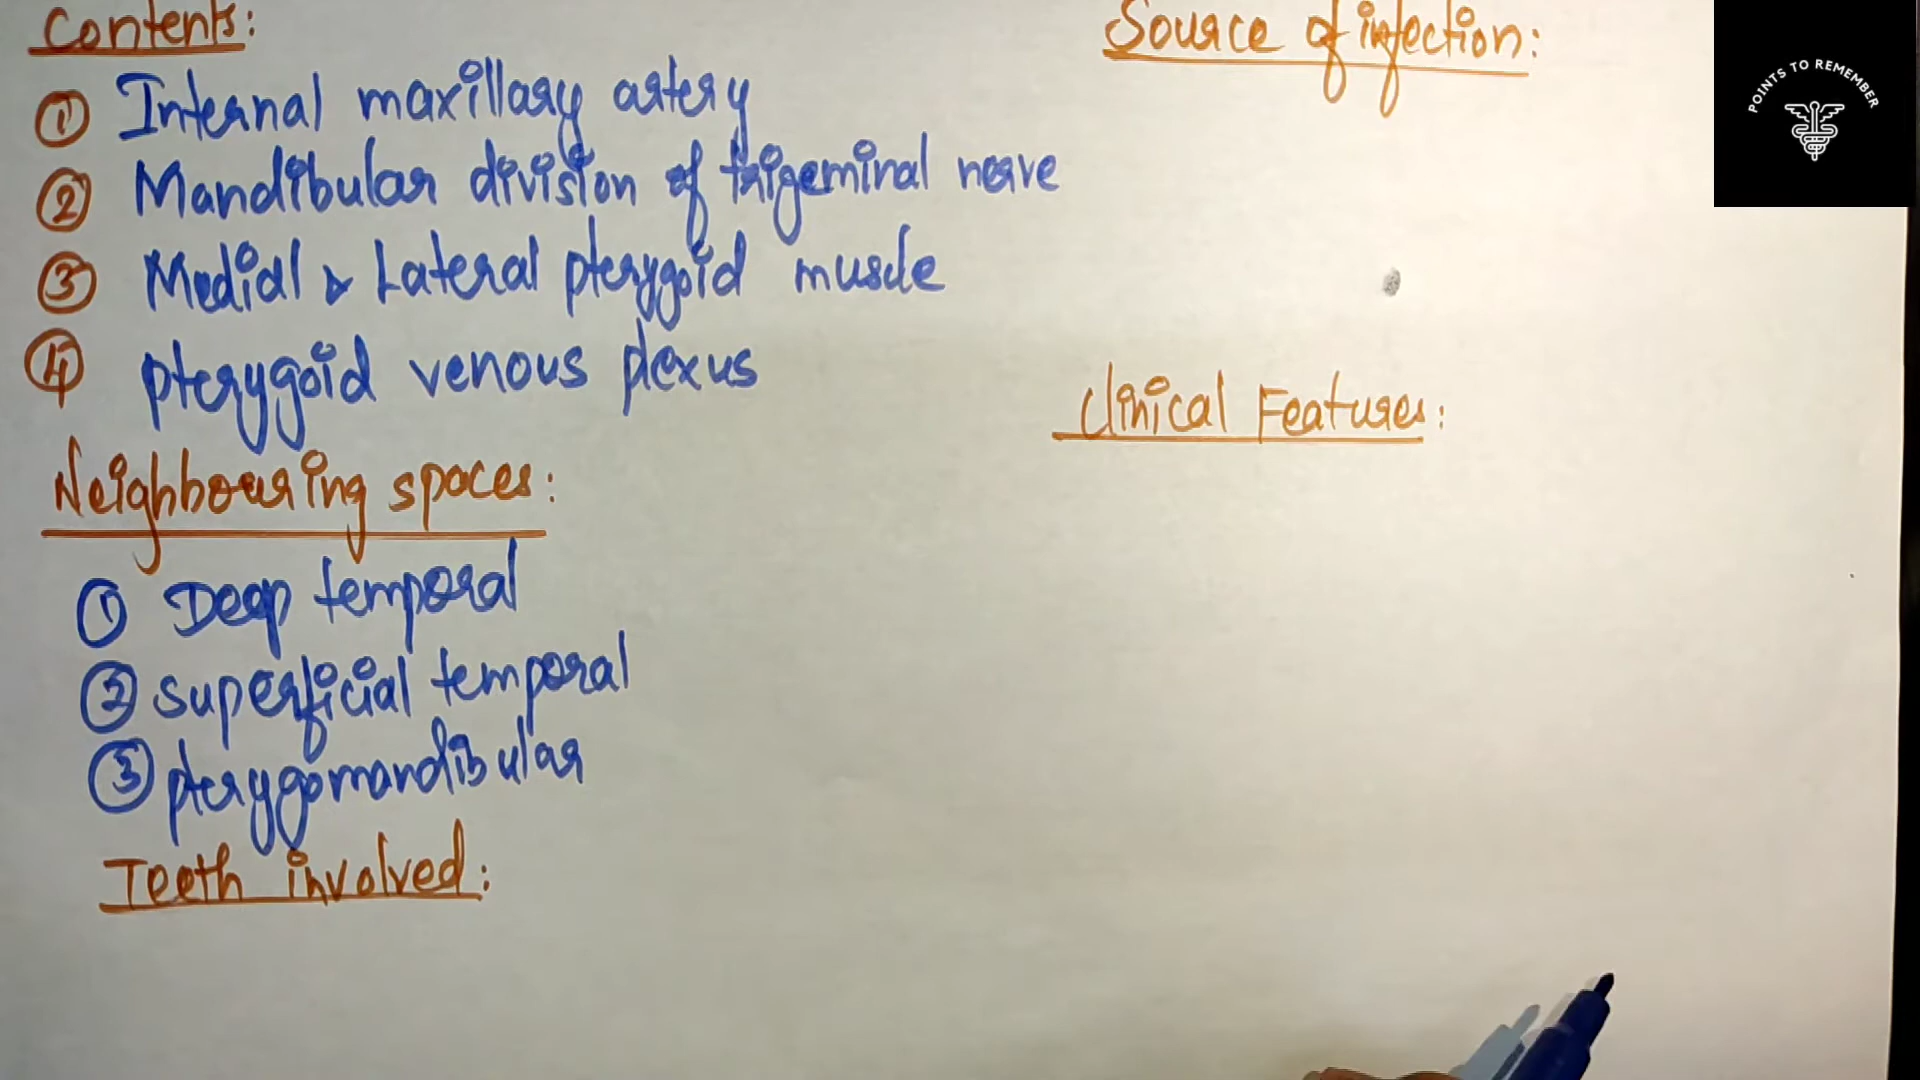 Contents:
① Internal maxillary artery
② Mandibular division of trigeminal nerve
③ Medial & Lateral pterygoid muscle
④ pterygoid venous plexus
Neighbouring spaces:
① Deep temporal
② superficial temporal
③ pterygomandibular
Teeth involved:
Source of infection:
Clinical Features:
POINTS TO REMEMBER